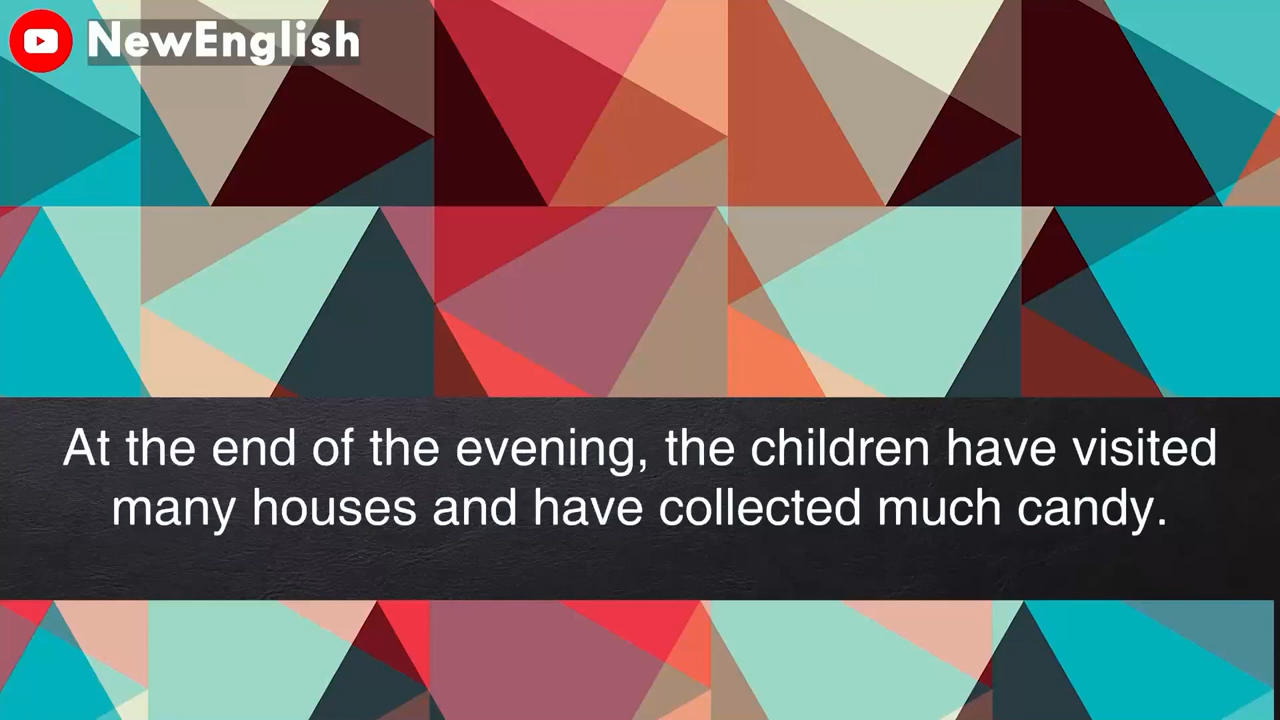 NewEnglish
At the end of the evening, the children have visited
many houses and have collected much candy.